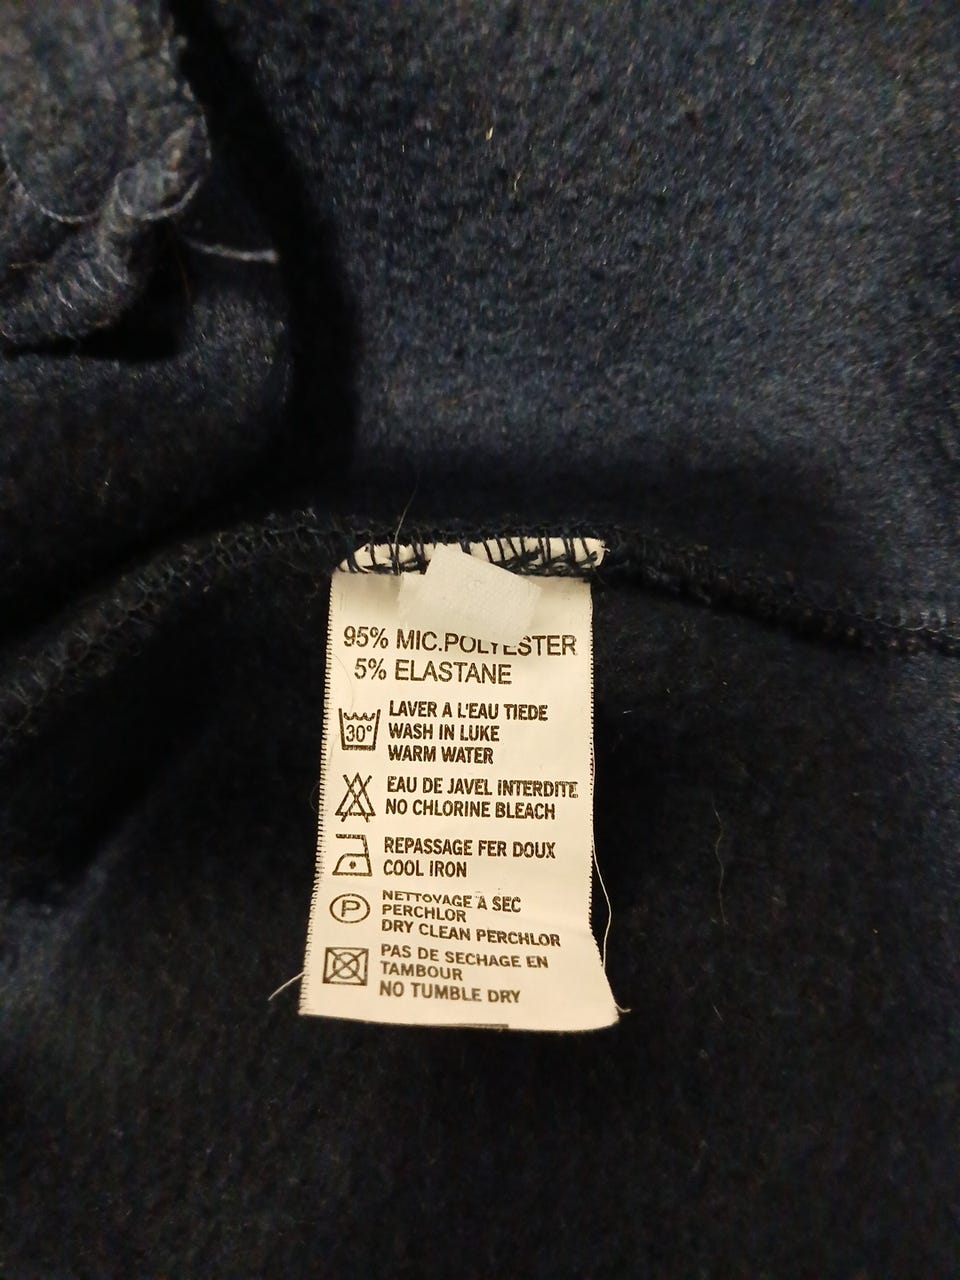 95% MIC.POLYESTER
5% ELASTANE
30°
LAVER A L'EAU TIEDE
WASH IN LUKE
WARM WATER
EAU DE JAVEL INTERDITE
NO CHLORINE BLEACH
REPASSAGE FER DOUX
COOL IRON
P
NETTOYAGE A SEC
PERCHLOR
DRY CLEAN PERCHLOR
PAS DE SECHAGE EN
TAMBOUR
NO TUMBLE DRY